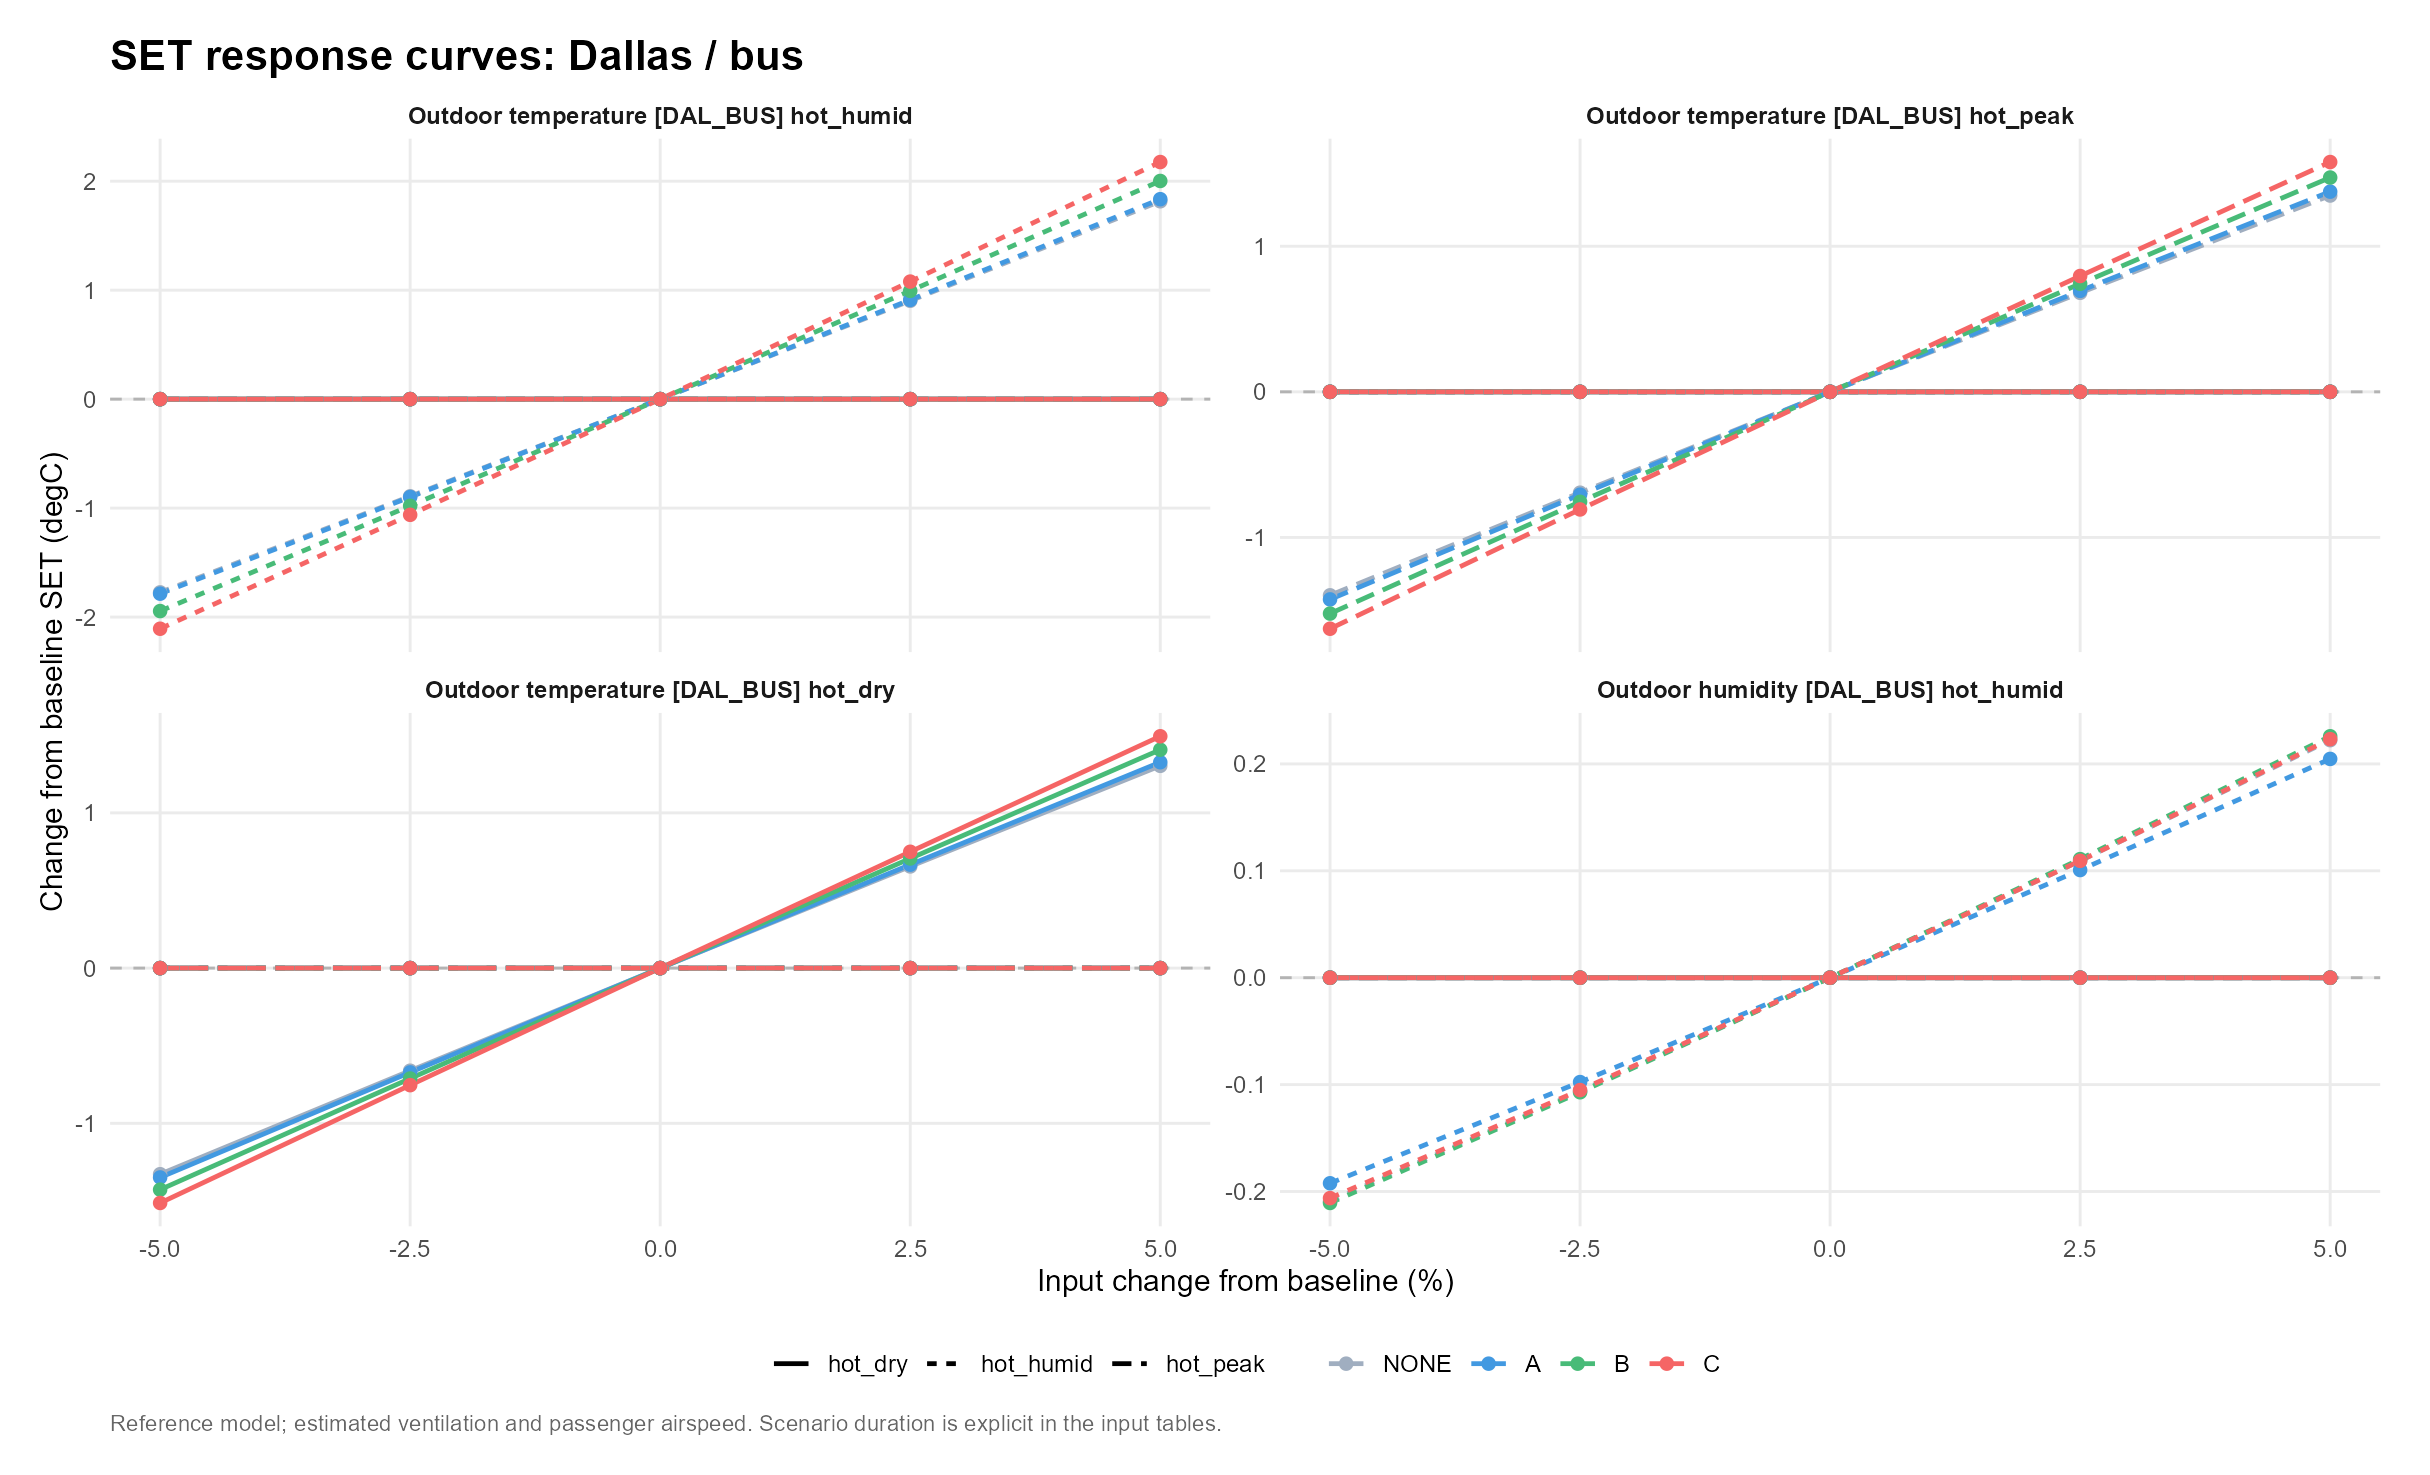 SET response curves: Dallas / bus
Outdoor temperature [DAL_BUS] hot_humid
Outdoor temperature [DAL_BUS] hot_peak
2
1
0
-1
-2
1
0
-1
Change from baseline SET (degC)
Outdoor temperature [DAL_BUS] hot_dry
Outdoor humidity [DAL_BUS] hot_humid
1
0
-1
0.2
0.1
0.0
-0.1
-0.2
-5.0 -2.5 0.0 2.5 5.0
-5.0 -2.5 0.0 2.5 5.0
Input change from baseline (%)
hot_dry hot_humid hot_peak NONE A B C
Reference model; estimated ventilation and passenger airspeed. Scenario duration is explicit in the input tables.